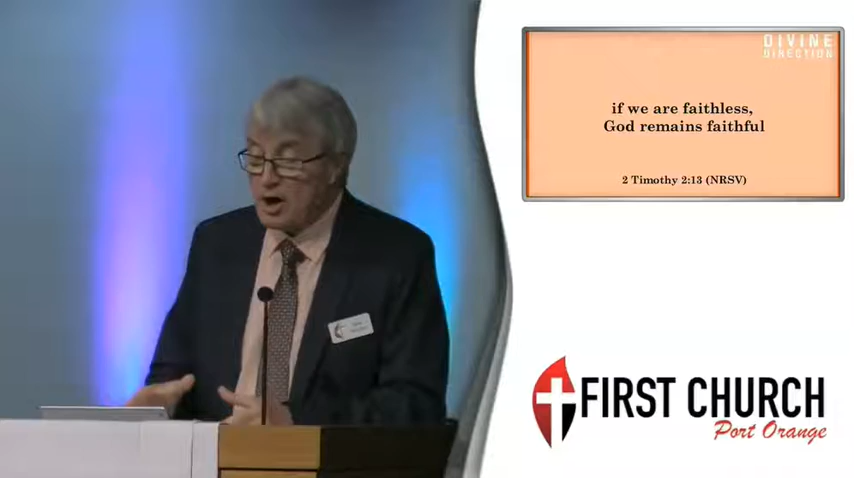 DIVINE
DIRECTION
if we are faithless,
God remains faithful
2 Timothy 2:13 (NRSV)
FIRST CHURCH
Port Orange